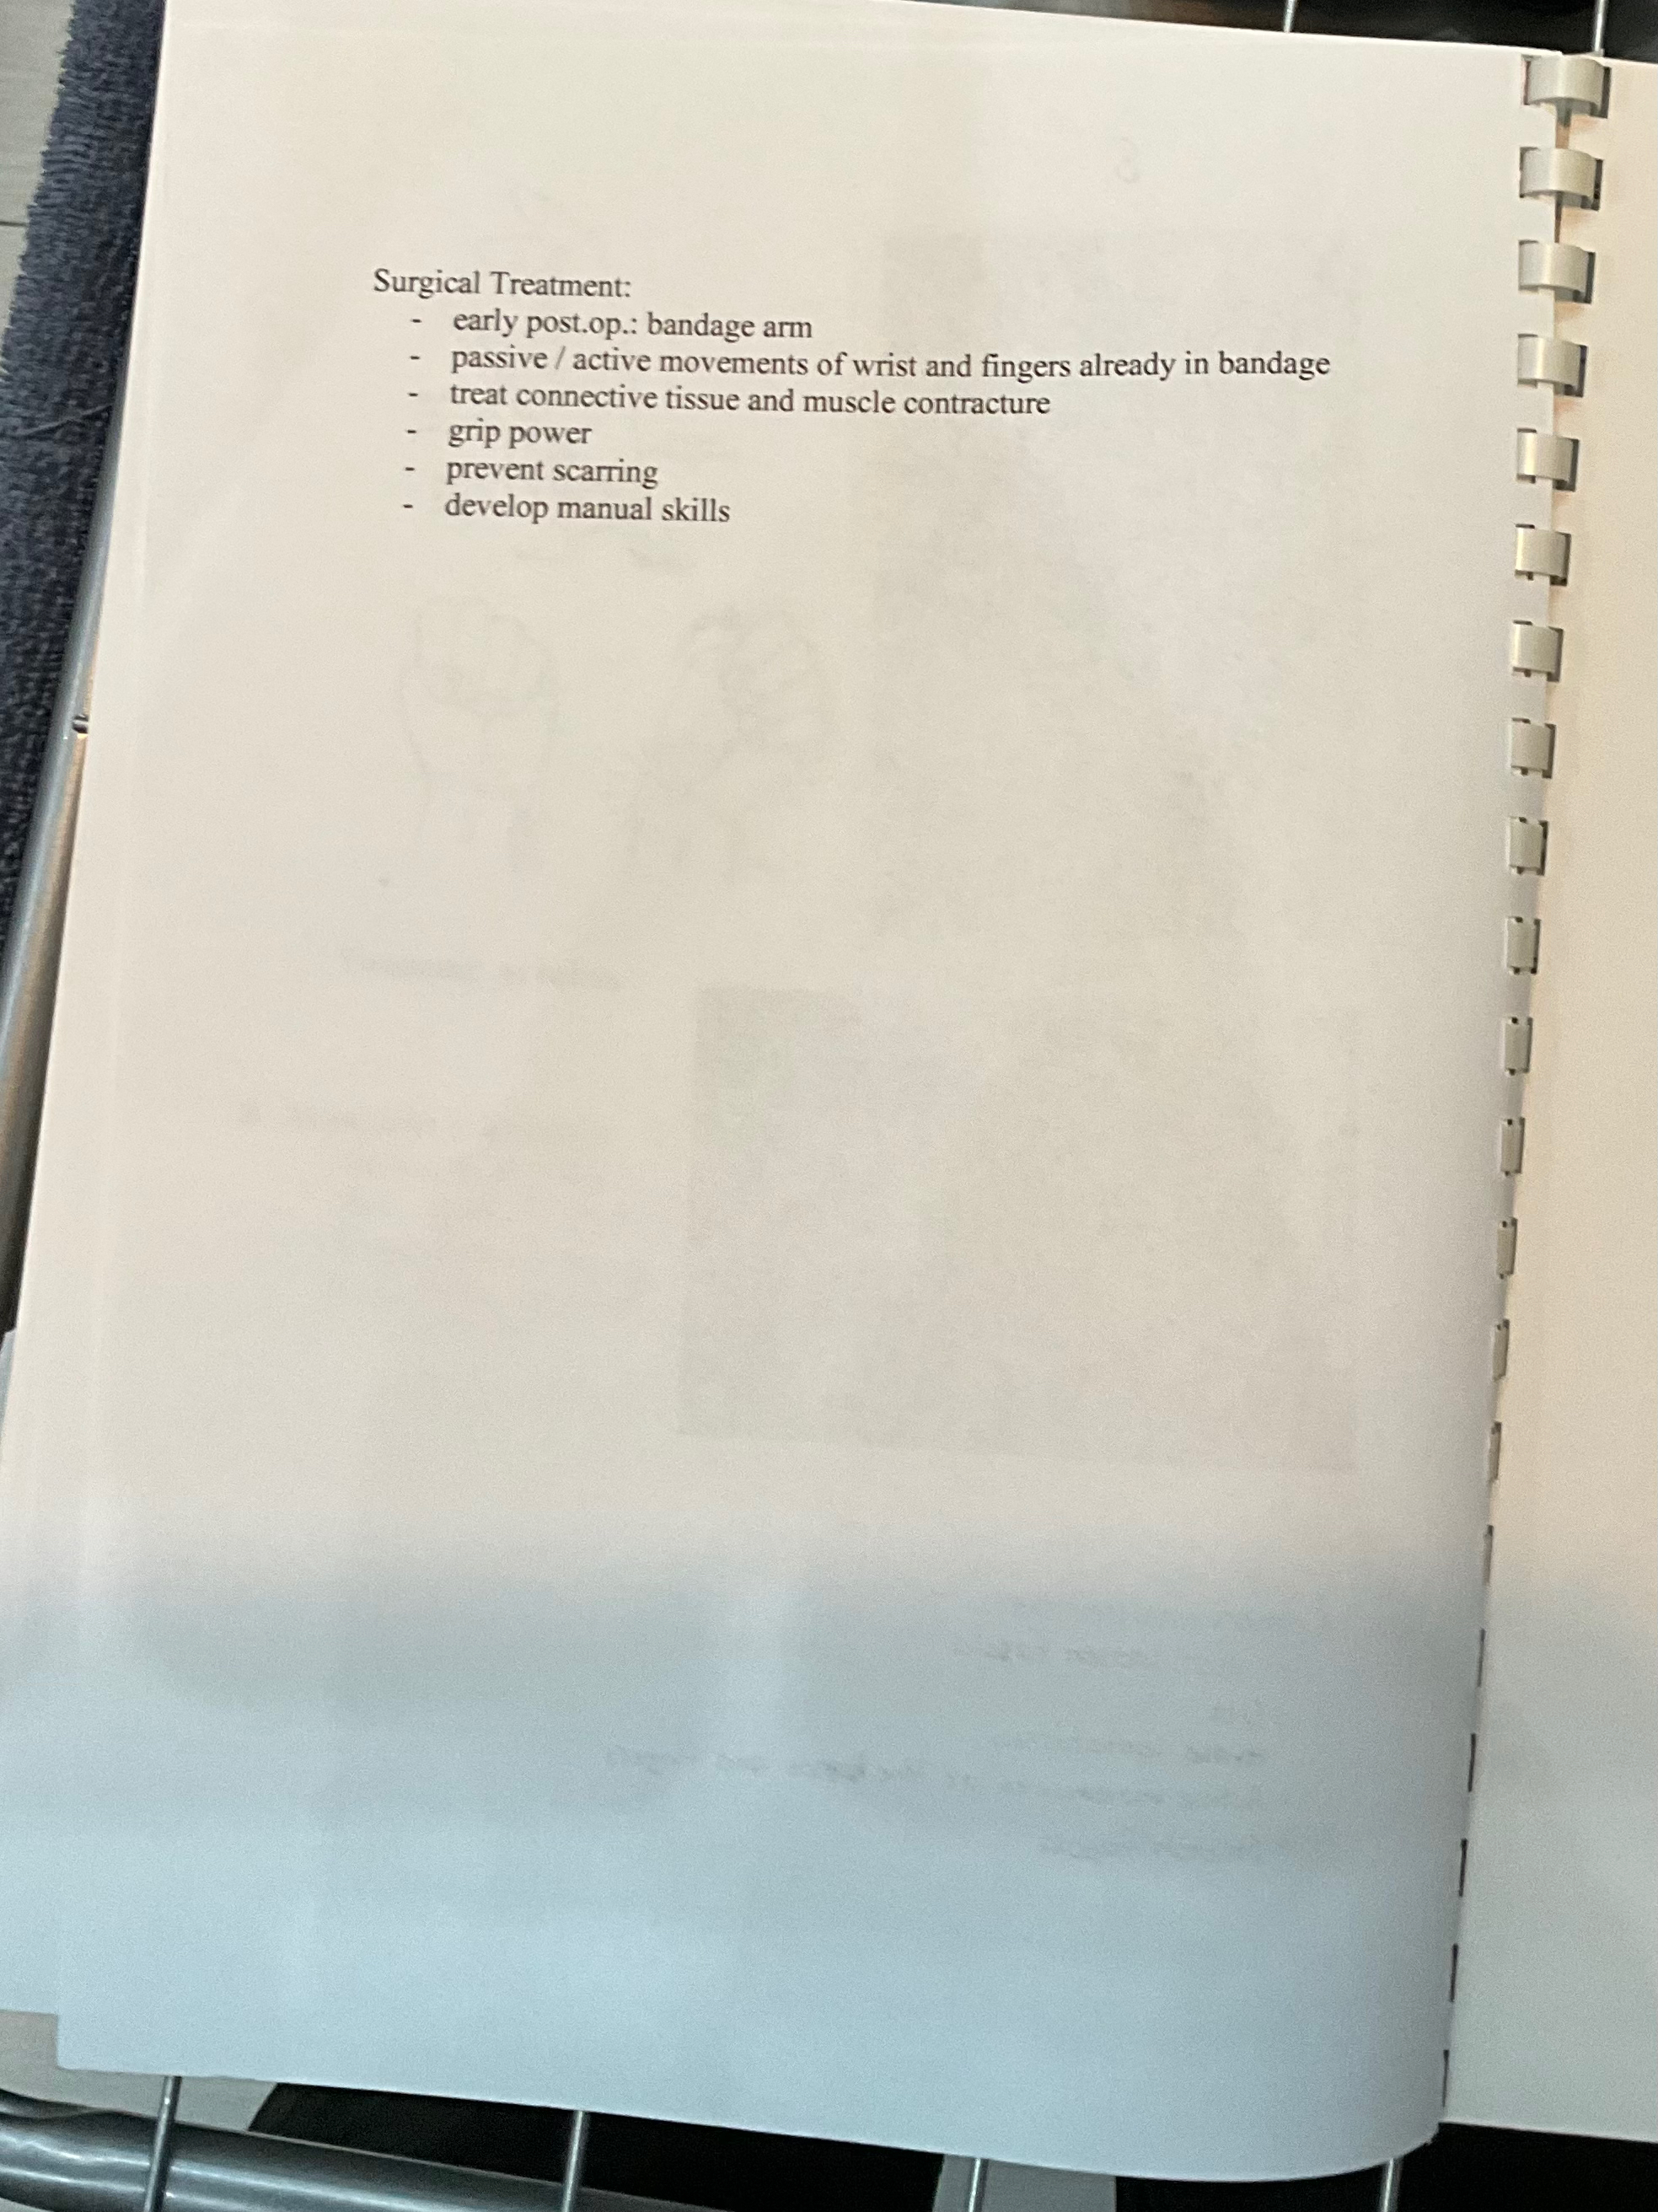 Surgical Treatment:
- early post.op.: bandage arm
- passive / active movements of wrist and fingers already in bandage
- treat connective tissue and muscle contracture
- grip power
- prevent scarring
- develop manual skills